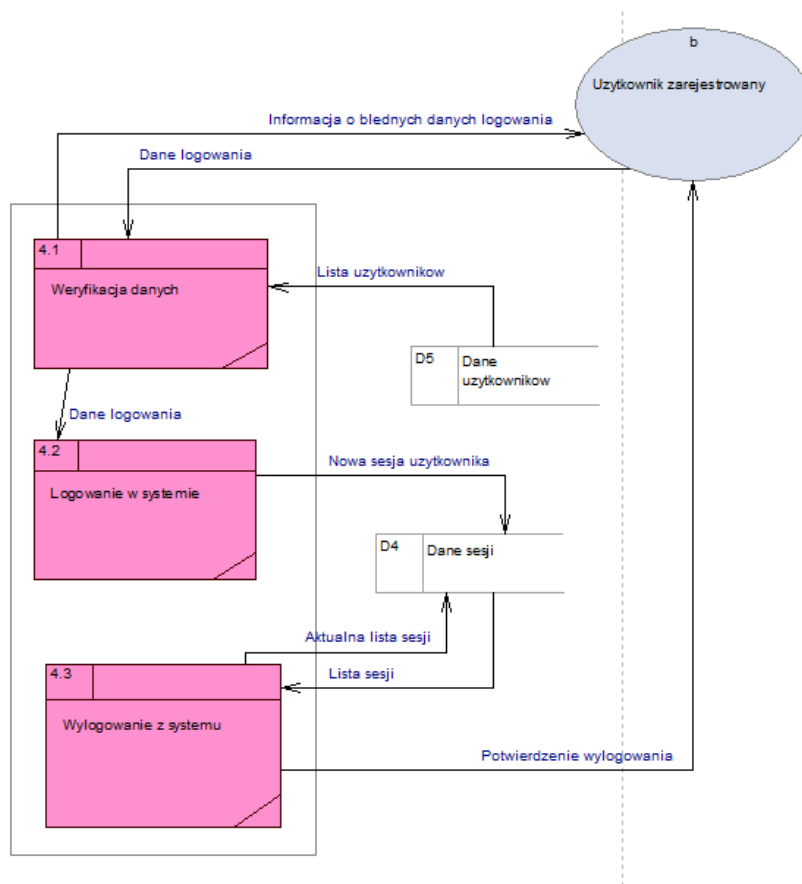 b
Uzytkownik zarejestrowany
Informacja o blednych danych logowania
Dane logowania
4.1
Weryfikacja danych
Lista uzytkownikow
D5
Dane
uzytkownikow
Dane logowania
4.2
Logowanie w systemie
Nowa sesja uzytkownika
D4
Dane sesji
Aktualna lista sesji
Lista sesji
4.3
Wylogowanie z systemu
Potwierdzenie wylogowania